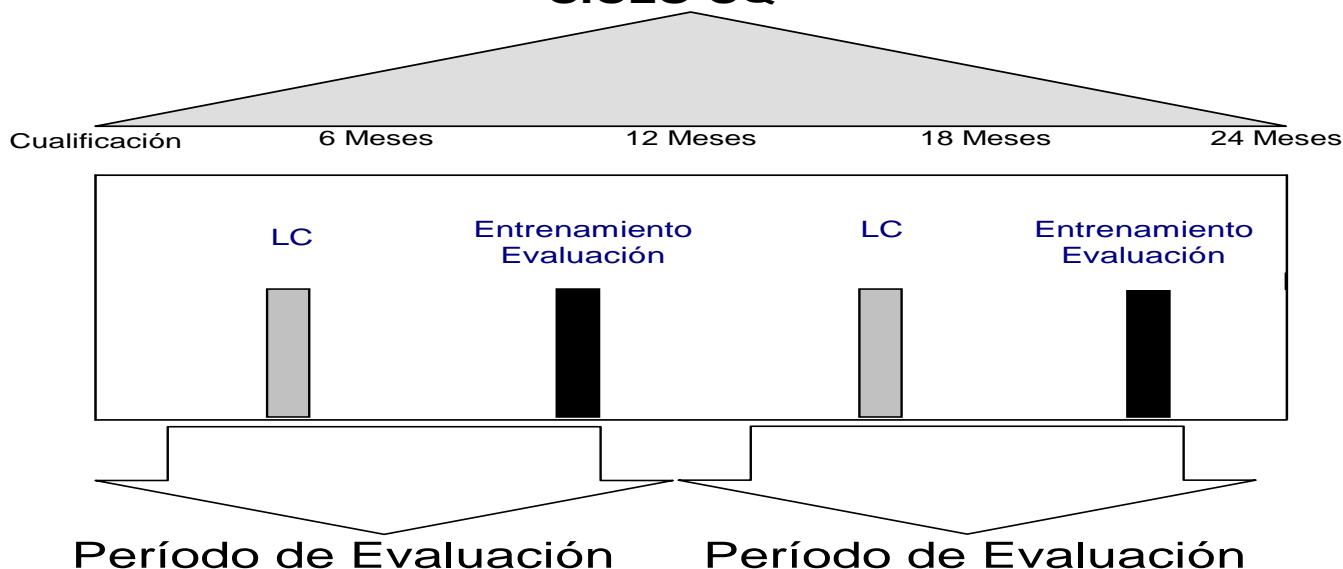 Cualificación 6 Meses 12 Meses 18 Meses 24 Meses
LC Entrenamiento Evaluación LC Entrenamiento Evaluación
Período de Evaluación Período de Evaluación